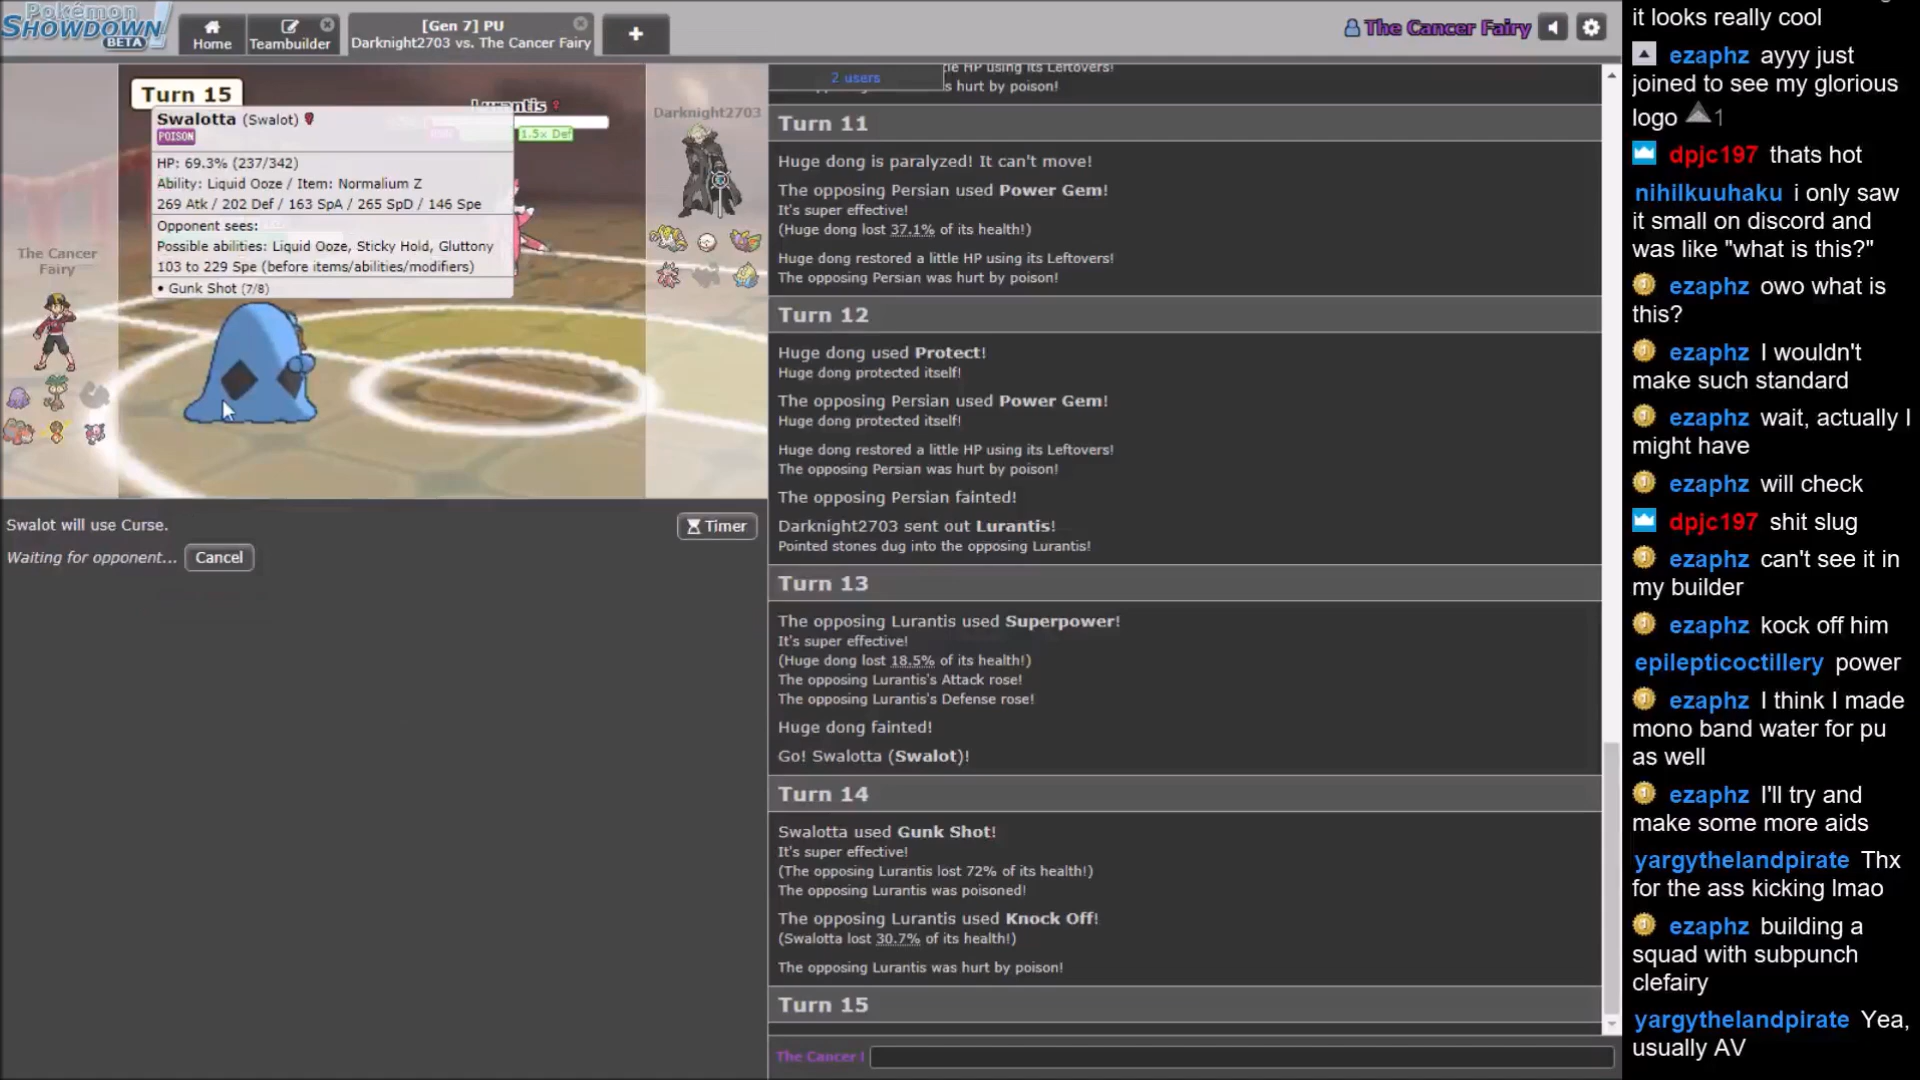 Pokémon
SHOWDOWN!
BETA
Home
Teambuilder
[Gen 7] PU
Darknight2703 vs. The Cancer Fairy
+
The Cancer Fairy
Turn 15
Lurantis
1.5x Def
Swalotta (Swalot)
POISON
HP: 69.3% (237/342)
Ability: Liquid Ooze / Item: Normalium Z
269 Atk / 202 Def / 163 SpA / 265 SpD / 146 Spe
Opponent sees:
Possible abilities: Liquid Ooze, Sticky Hold, Gluttony
103 to 229 Spe (before items/abilities/modifiers)
• Gunk Shot (7/8)
The Cancer
Fairy
Darknight2703
Swalot will use Curse.
Timer
Waiting for opponent...
Cancel
2 users
le HP using its Leftovers!
s hurt by poison!
Turn 11
Huge dong is paralyzed! It can't move!
The opposing Persian used Power Gem!
It's super effective!
(Huge dong lost 37.1% of its health!)
Huge dong restored a little HP using its Leftovers!
The opposing Persian was hurt by poison!
Turn 12
Huge dong used Protect!
Huge dong protected itself!
The opposing Persian used Power Gem!
Huge dong protected itself!
Huge dong restored a little HP using its Leftovers!
The opposing Persian was hurt by poison!
The opposing Persian fainted!
Darknight2703 sent out Lurantis!
Pointed stones dug into the opposing Lurantis!
Turn 13
The opposing Lurantis used Superpower!
It's super effective!
(Huge dong lost 18.5% of its health!)
The opposing Lurantis's Attack rose!
The opposing Lurantis's Defense rose!
Huge dong fainted!
Go! Swalotta (Swalot)!
Turn 14
Swalotta used Gunk Shot!
It's super effective!
(The opposing Lurantis lost 72% of its health!)
The opposing Lurantis was poisoned!
The opposing Lurantis used Knock Off!
(Swalotta lost 30.7% of its health!)
The opposing Lurantis was hurt by poison!
Turn 15
The Cancer
it looks really cool
ezaphz ayyy just
joined to see my glorious
logo 1
dpjc197 thats hot
nihilkuuhaku i only saw
it small on discord and
was like "what is this?"
ezaphz owo what is
this?
ezaphz I wouldn't
make such standard
ezaphz wait, actually I
might have
ezaphz will check
dpjc197 shit slug
ezaphz can't see it in
my builder
ezaphz kock off him
epilepticoctillery power
ezaphz I think I made
mono band water for pu
as well
ezaphz I'll try and
make some more aids
yargythelandpirate Thx
for the ass kicking lmao
ezaphz building a
squad with subpunch
clefairy
yargythelandpirate Yea,
usually AV